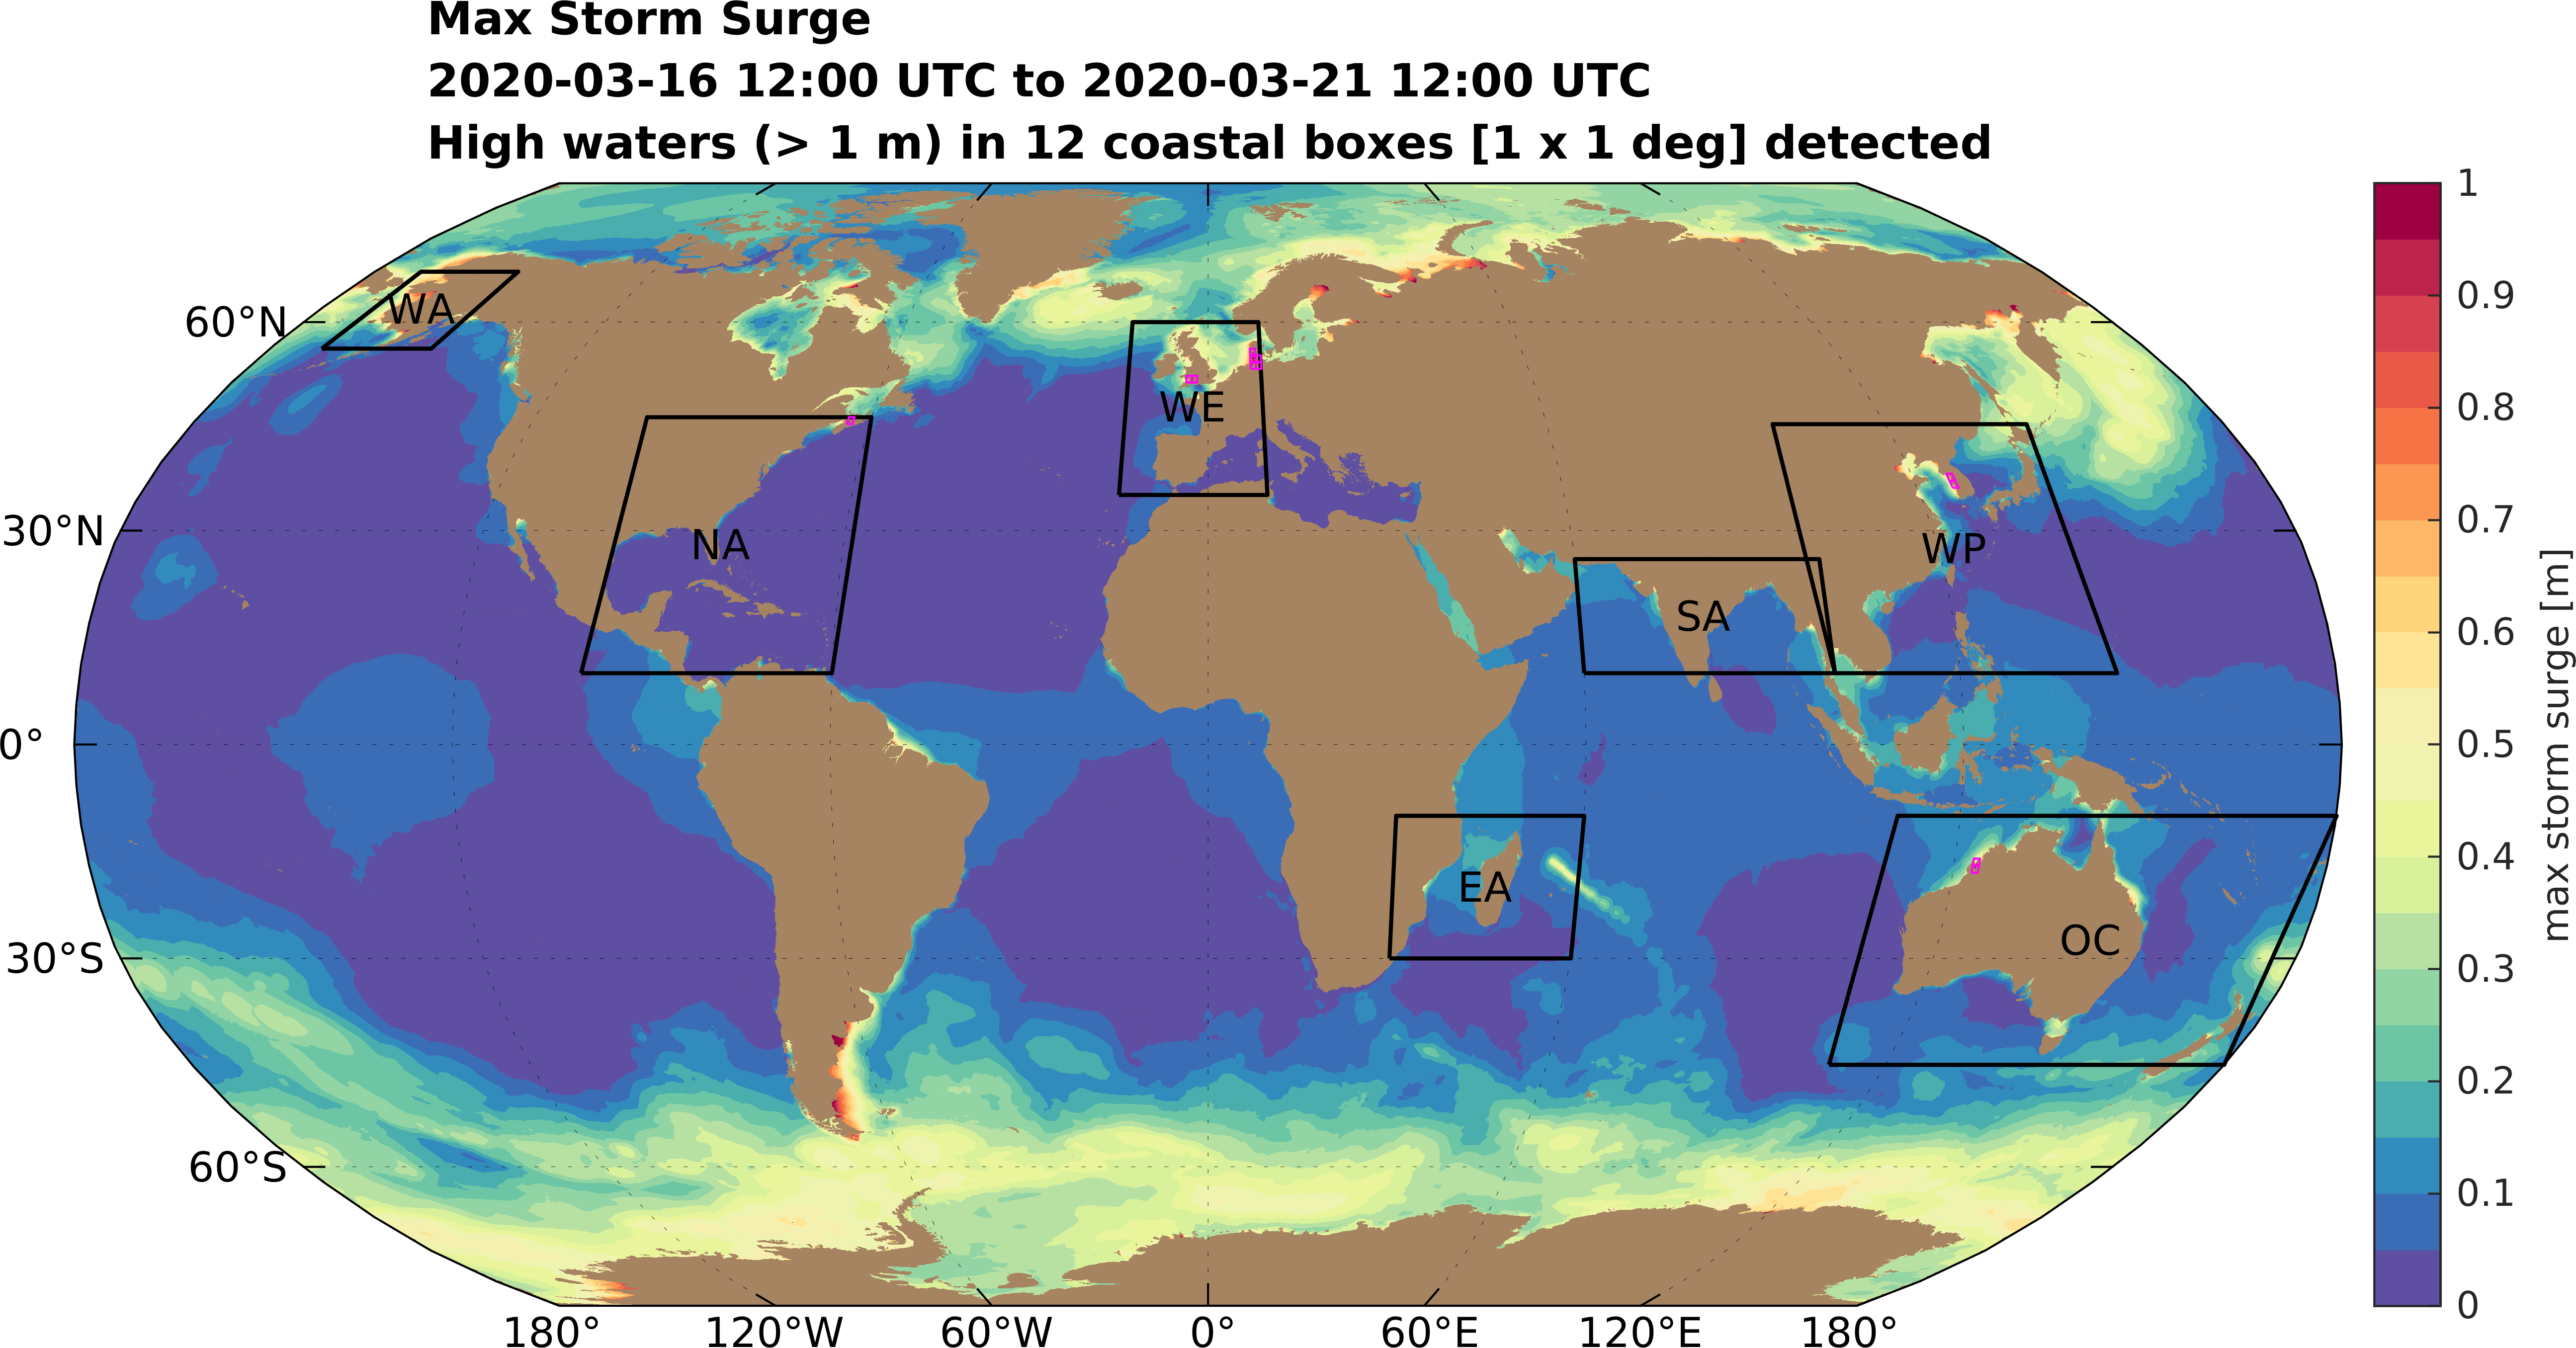 Max Storm Surge
2020-03-16 12:00 UTC to 2020-03-21 12:00 UTC
High waters (> 1 m) in 12 coastal boxes [1 x 1 deg] detected
60°N
30°N
0°
30°S
60°S
WA
NA
WE
SA
WP
EA
OC
180°
120°W
60°W
0°
60°E
120°E
180°
1
0.9
0.8
0.7
0.6
0.5
0.4
0.3
0.2
0.1
0
max storm surge [m]